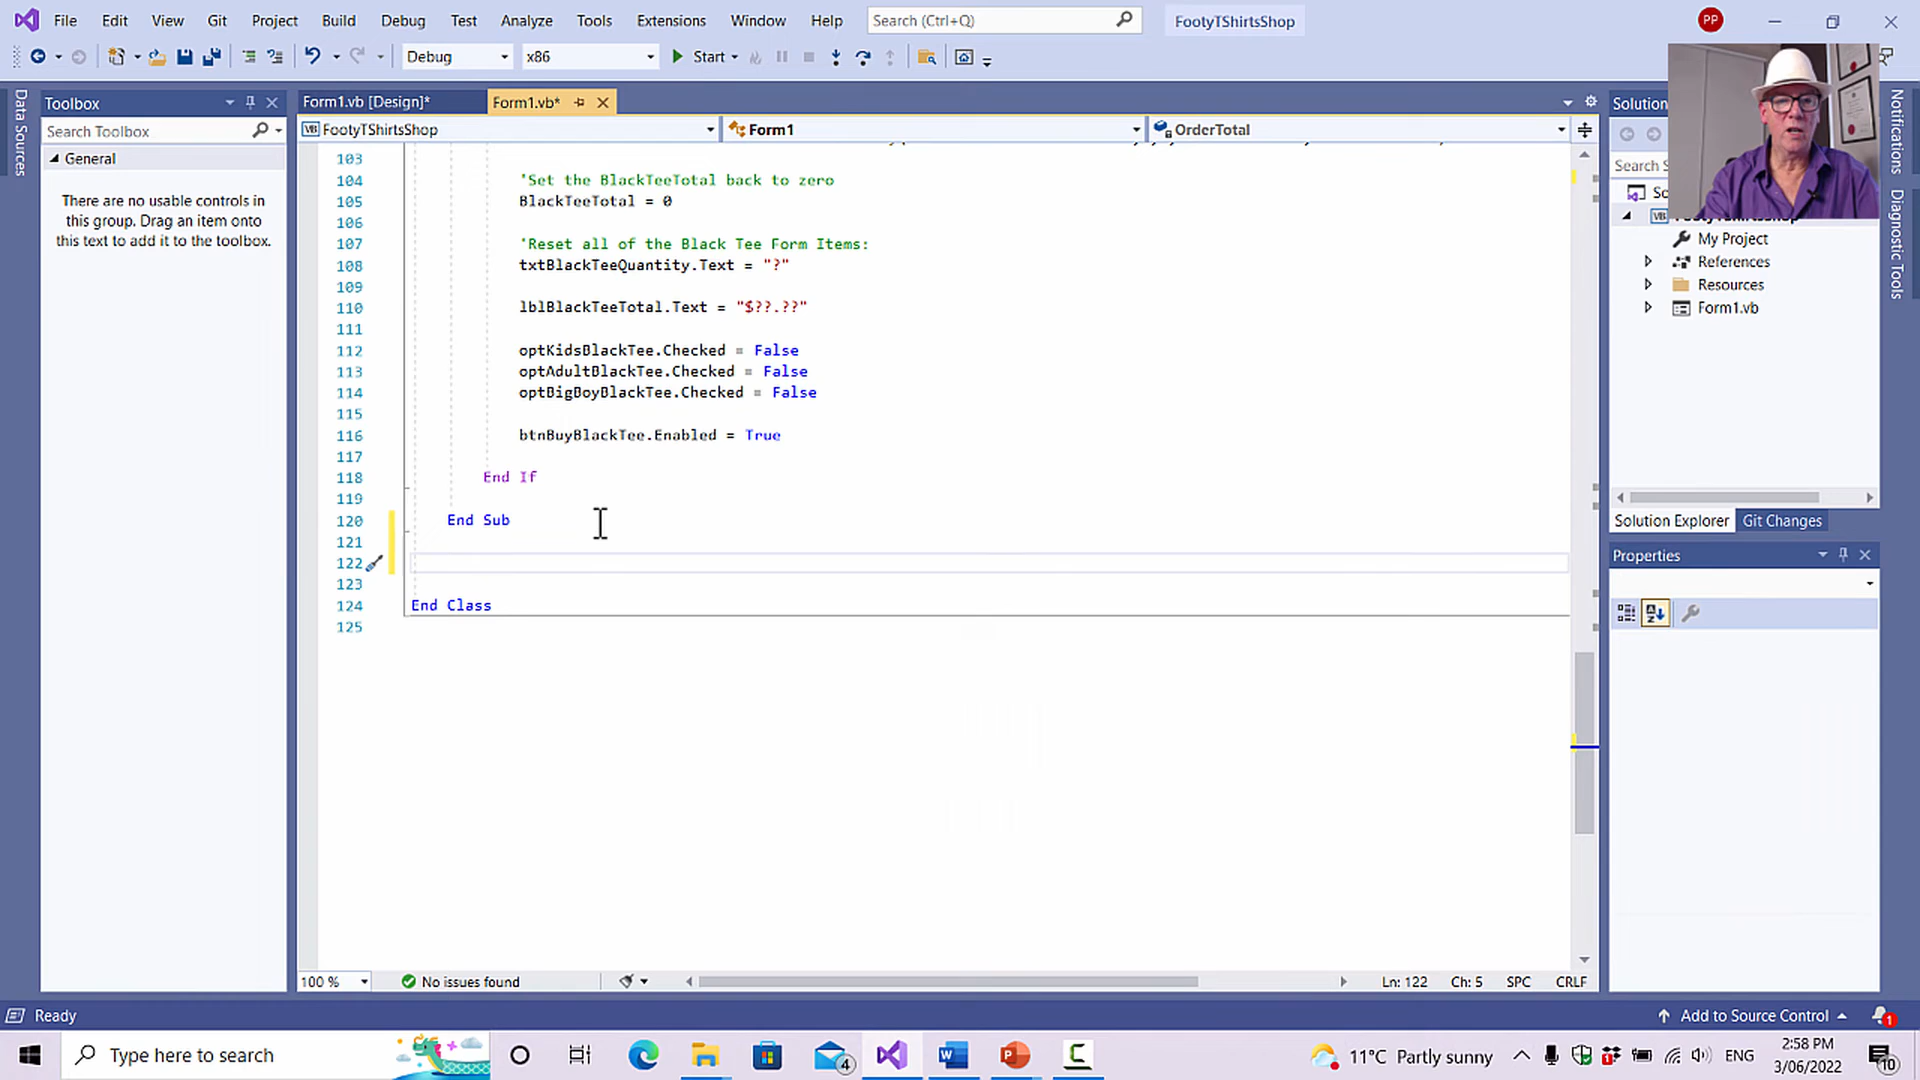 File Edit View Git Project Build Debug Test Analyze Tools Extensions Window Help Search (Ctrl+Q) FootyTShirtsShop PP
Debug x86 Start
Data Sources
Toolbox
Search Toolbox
General
There are no usable controls in
this group. Drag an item onto
this text to add it to the toolbox.
Form1.vb [Design]* Form1.vb*
FootyTShirtsShop Form1 OrderTotal
103
104 'Set the BlackTeeTotal back to zero
105 BlackTeeTotal = 0
106
107 'Reset all of the Black Tee Form Items:
108 txtBlackTeeQuantity.Text = "?"
109
110 lblBlackTeeTotal.Text = "$??.??"
111
112 optKidsBlackTee.Checked = False
113 optAdultBlackTee.Checked = False
114 optBigBoyBlackTee.Checked = False
115
116 btnBuyBlackTee.Enabled = True
117
118 End If
119
120 End Sub
121
122
123
124 End Class
125
100 % No issues found Ln: 122 Ch: 5 SPC CRLF
Solution
Search S
So
My Project
References
Resources
Form1.vb
Solution Explorer Git Changes
Properties
Notifications
Diagnostic Tools
Ready Add to Source Control 1
Type here to search 4 11°C Partly sunny ENG 2:58 PM
3/06/2022 10